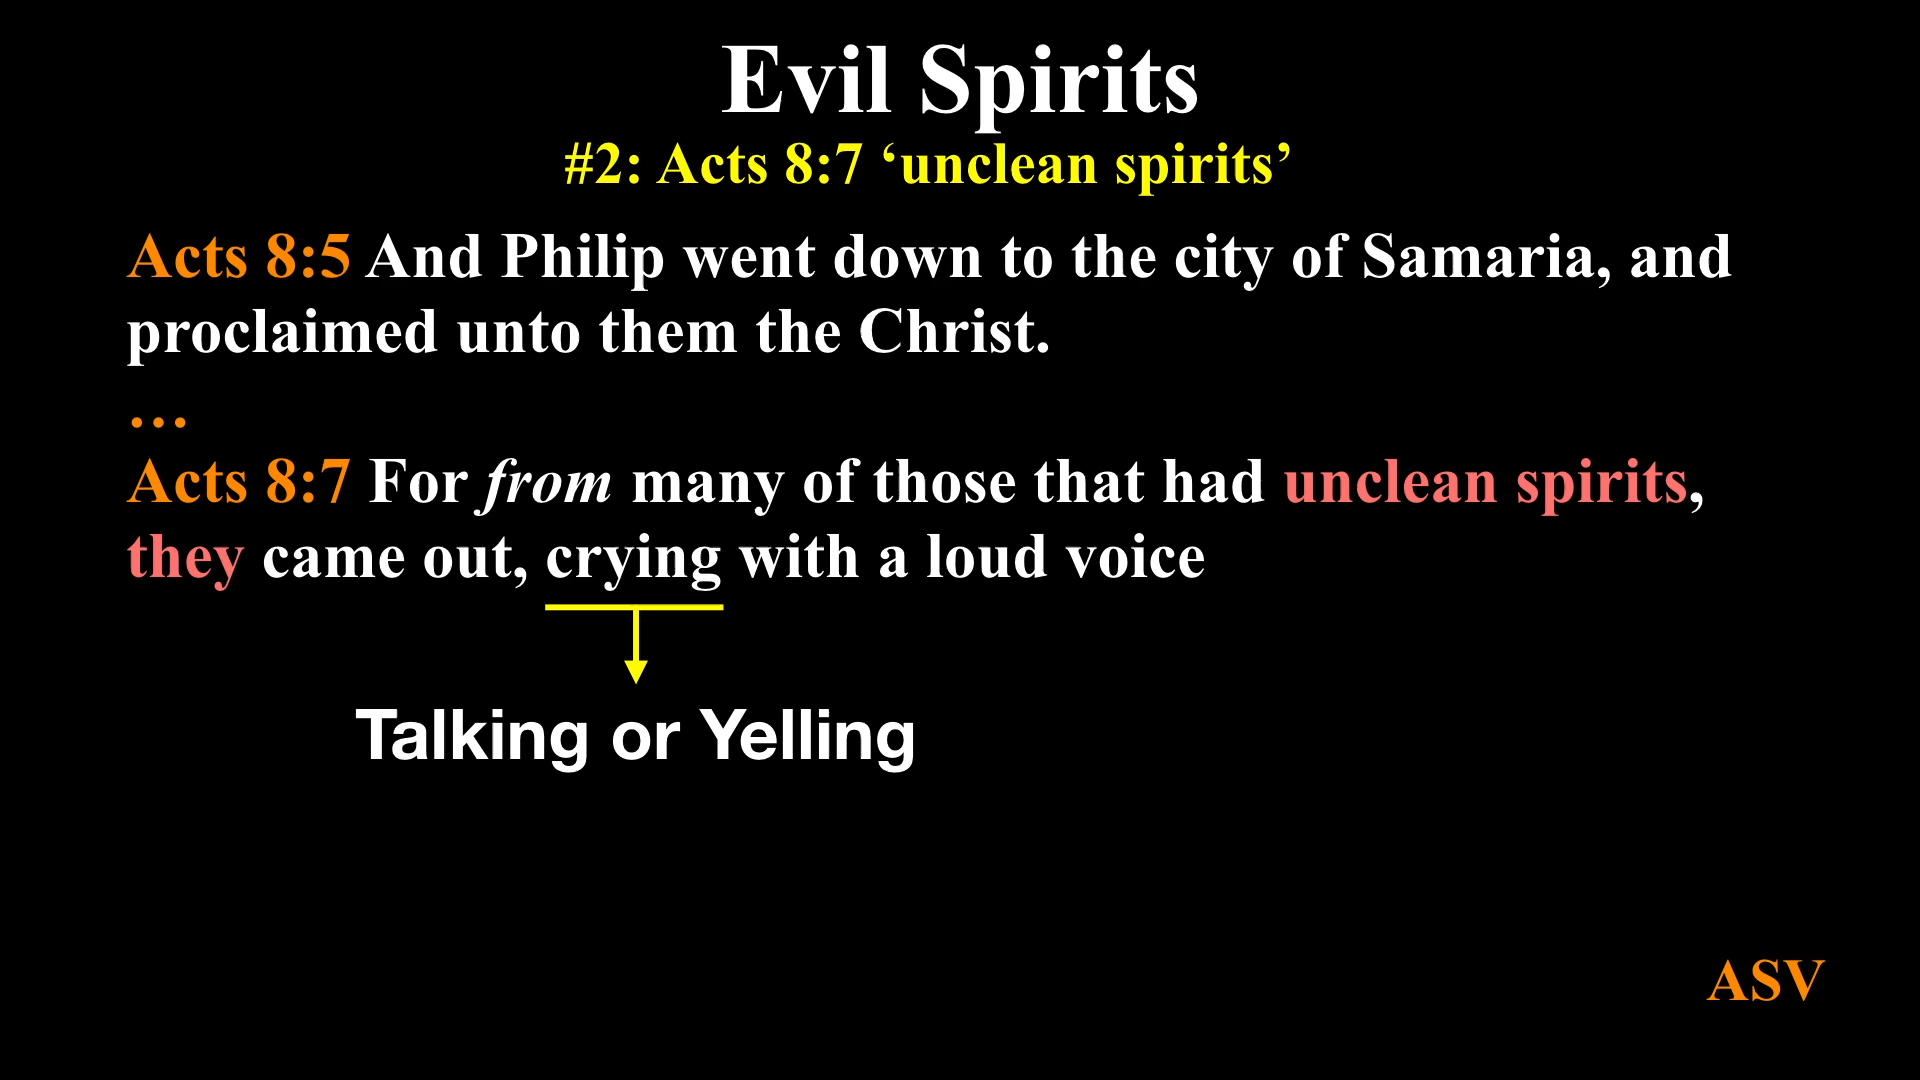 Evil Spirits
#2: Acts 8:7 ‘unclean spirits’
Acts 8:5 And Philip went down to the city of Samaria, and
proclaimed unto them the Christ.
…
Acts 8:7 For from many of those that had unclean spirits,
they came out, crying with a loud voice
Talking or Yelling
ASV